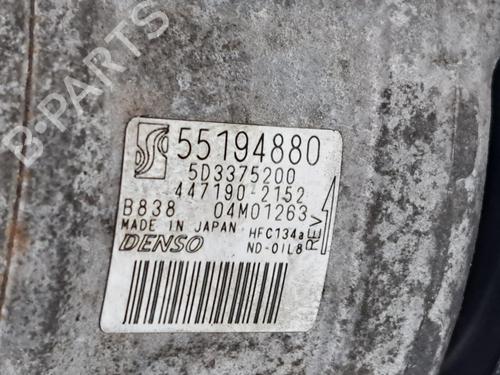 B-PARTS
55194880
5D3375200
447190-2152
B838 04M01263
MADE IN JAPAN HFC134a
DENSO ND-OIL8
REV